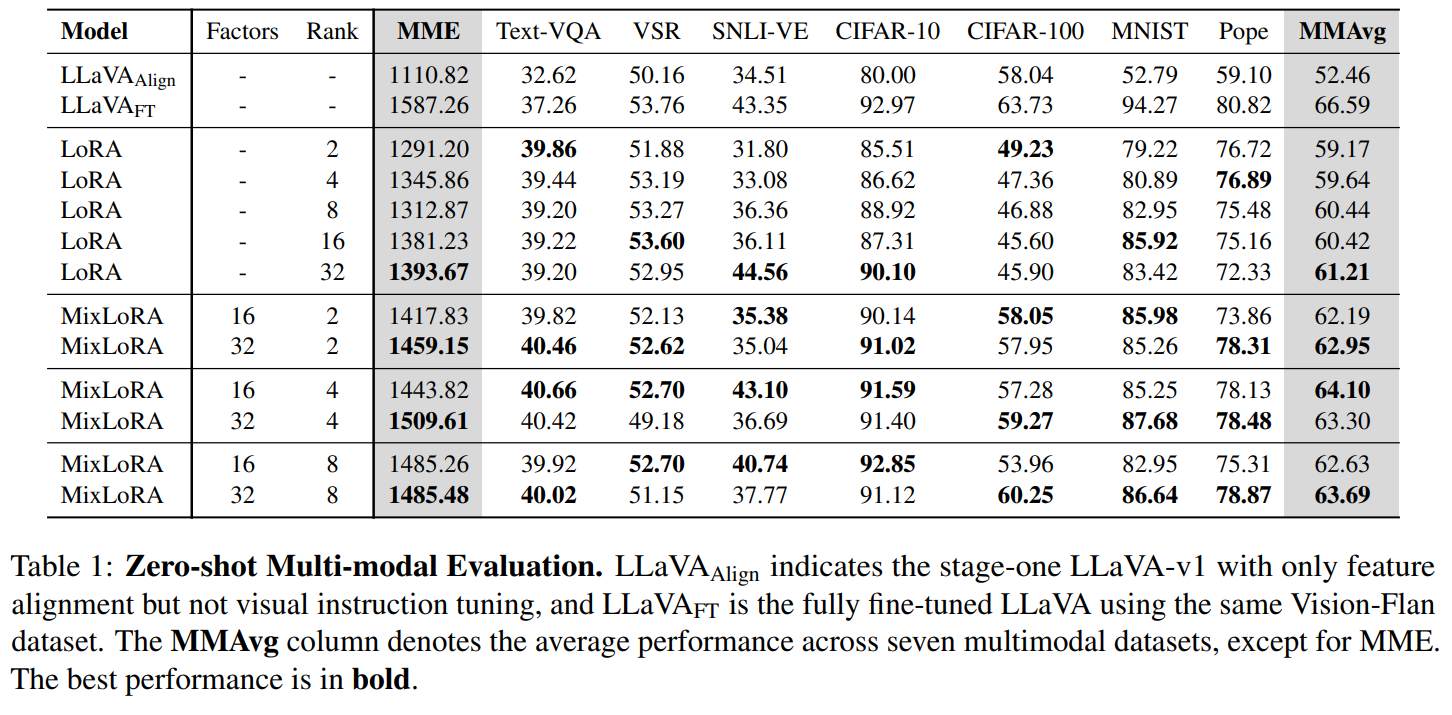 Model Factors Rank MME Text-VQA VSR SNLI-VE CIFAR-10 CIFAR-100 MNIST Pope MMAvg
LLaVAAlign - - 1110.82 32.62 50.16 34.51 80.00 58.04 52.79 59.10 52.46
LLaVAFT - - 1587.26 37.26 53.76 43.35 92.97 63.73 94.27 80.82 66.59
LoRA - 2 1291.20 39.86 51.88 31.80 85.51 49.23 79.22 76.72 59.17
LoRA - 4 1345.86 39.44 53.19 33.08 86.62 47.36 80.89 76.89 59.64
LoRA - 8 1312.87 39.20 53.27 36.36 88.92 46.88 82.95 75.48 60.44
LoRA - 16 1381.23 39.22 53.60 36.11 87.31 45.60 85.92 75.16 60.42
LoRA - 32 1393.67 39.20 52.95 44.56 90.10 45.90 83.42 72.33 61.21
MixLoRA 16 2 1417.83 39.82 52.13 35.38 90.14 58.05 85.98 73.86 62.19
MixLoRA 32 2 1459.15 40.46 52.62 35.04 91.02 57.95 85.26 78.31 62.95
MixLoRA 16 4 1443.82 40.66 52.70 43.10 91.59 57.28 85.25 78.13 64.10
MixLoRA 32 4 1509.61 40.42 49.18 36.69 91.40 59.27 87.68 78.48 63.30
MixLoRA 16 8 1485.26 39.92 52.70 40.74 92.85 53.96 82.95 75.31 62.63
MixLoRA 32 8 1485.48 40.02 51.15 37.77 91.12 60.25 86.64 78.87 63.69
Table 1: Zero-shot Multi-modal Evaluation. LLaVAAlign indicates the stage-one LLaVA-v1 with only feature
alignment but not visual instruction tuning, and LLaVAFT is the fully fine-tuned LLaVA using the same Vision-Flan
dataset. The MMAvg column denotes the average performance across seven multimodal datasets, except for MME.
The best performance is in bold.